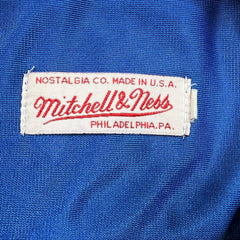 NOSTALGIA CO. MADE IN U.S.A.
Mitchell & Ness
PHILADELPHIA, PA.